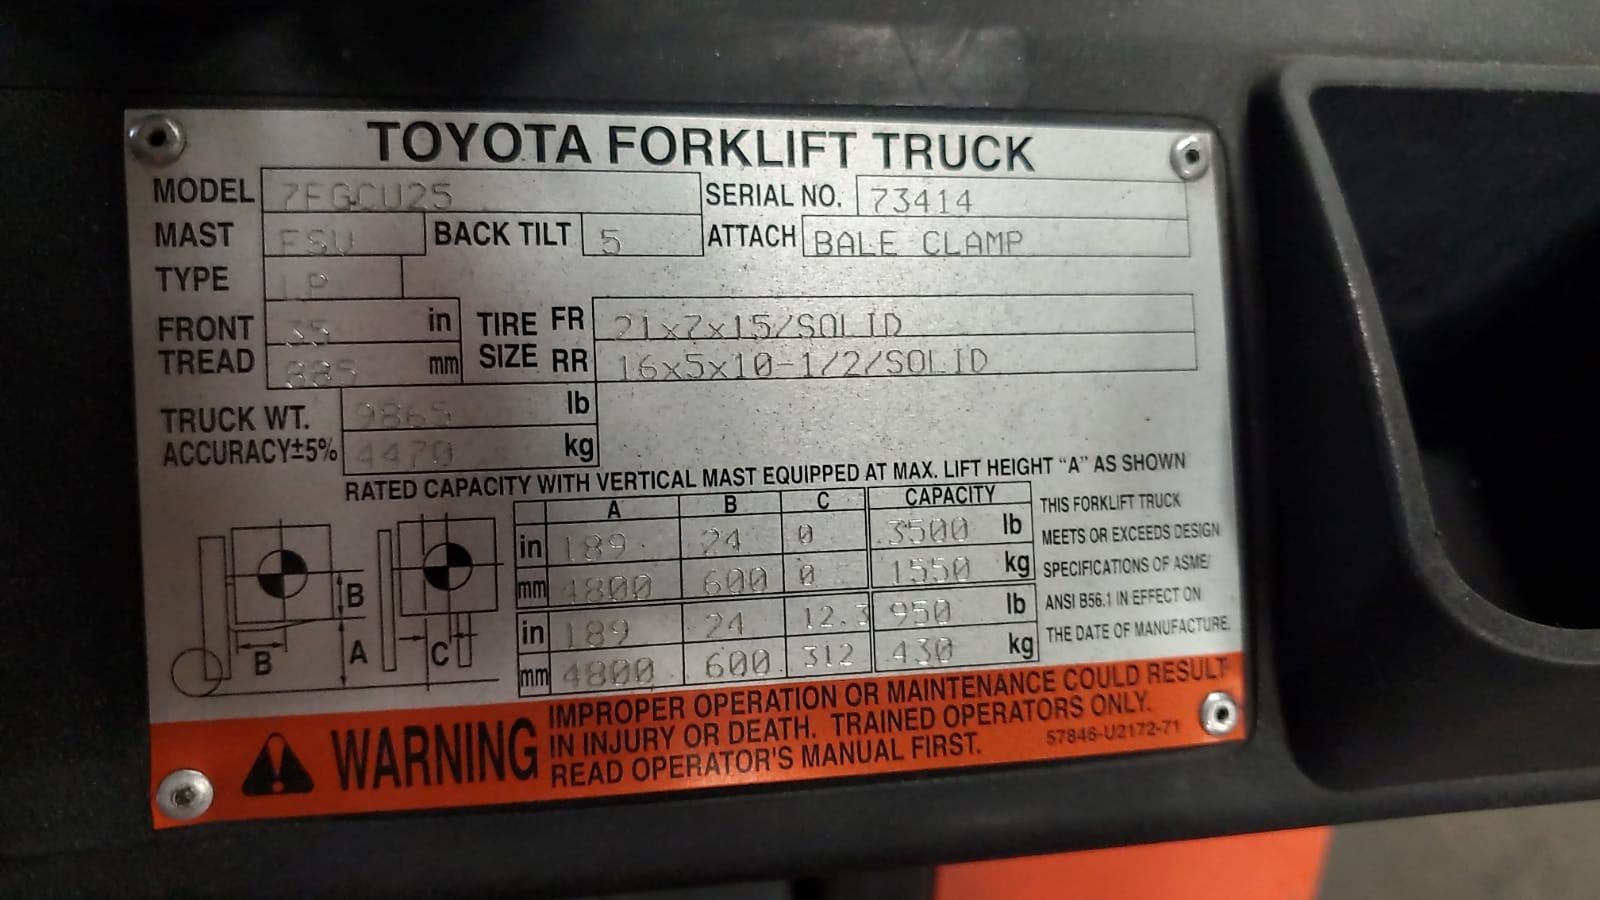 TOYOTA FORKLIFT TRUCK
MODEL 7FGCU25 SERIAL NO. 73414
MAST FSU BACK TILT 5 ATTACH BALE CLAMP
TYPE LP
FRONT TREAD 35 in TIRE SIZE FR 21x7x15/SOLID
885 mm RR 16x5x10-1/2/SOLID
TRUCK WT. 9865 lb
ACCURACY±5% 4470 kg
RATED CAPACITY WITH VERTICAL MAST EQUIPPED AT MAX. LIFT HEIGHT "A" AS SHOWN
A B C CAPACITY
in 189 24 0 3500 lb
mm 4800 600 0 1550 kg
in 189 24 12.3 950 lb
mm 4800 600 312 430 kg
B
B A C
THIS FORKLIFT TRUCK
MEETS OR EXCEEDS DESIGN
SPECIFICATIONS OF ASME/
ANSI B56.1 IN EFFECT ON
THE DATE OF MANUFACTURE.
WARNING
IMPROPER OPERATION OR MAINTENANCE COULD RESULT
IN INJURY OR DEATH. TRAINED OPERATORS ONLY.
READ OPERATOR'S MANUAL FIRST.
57846-U2172-71